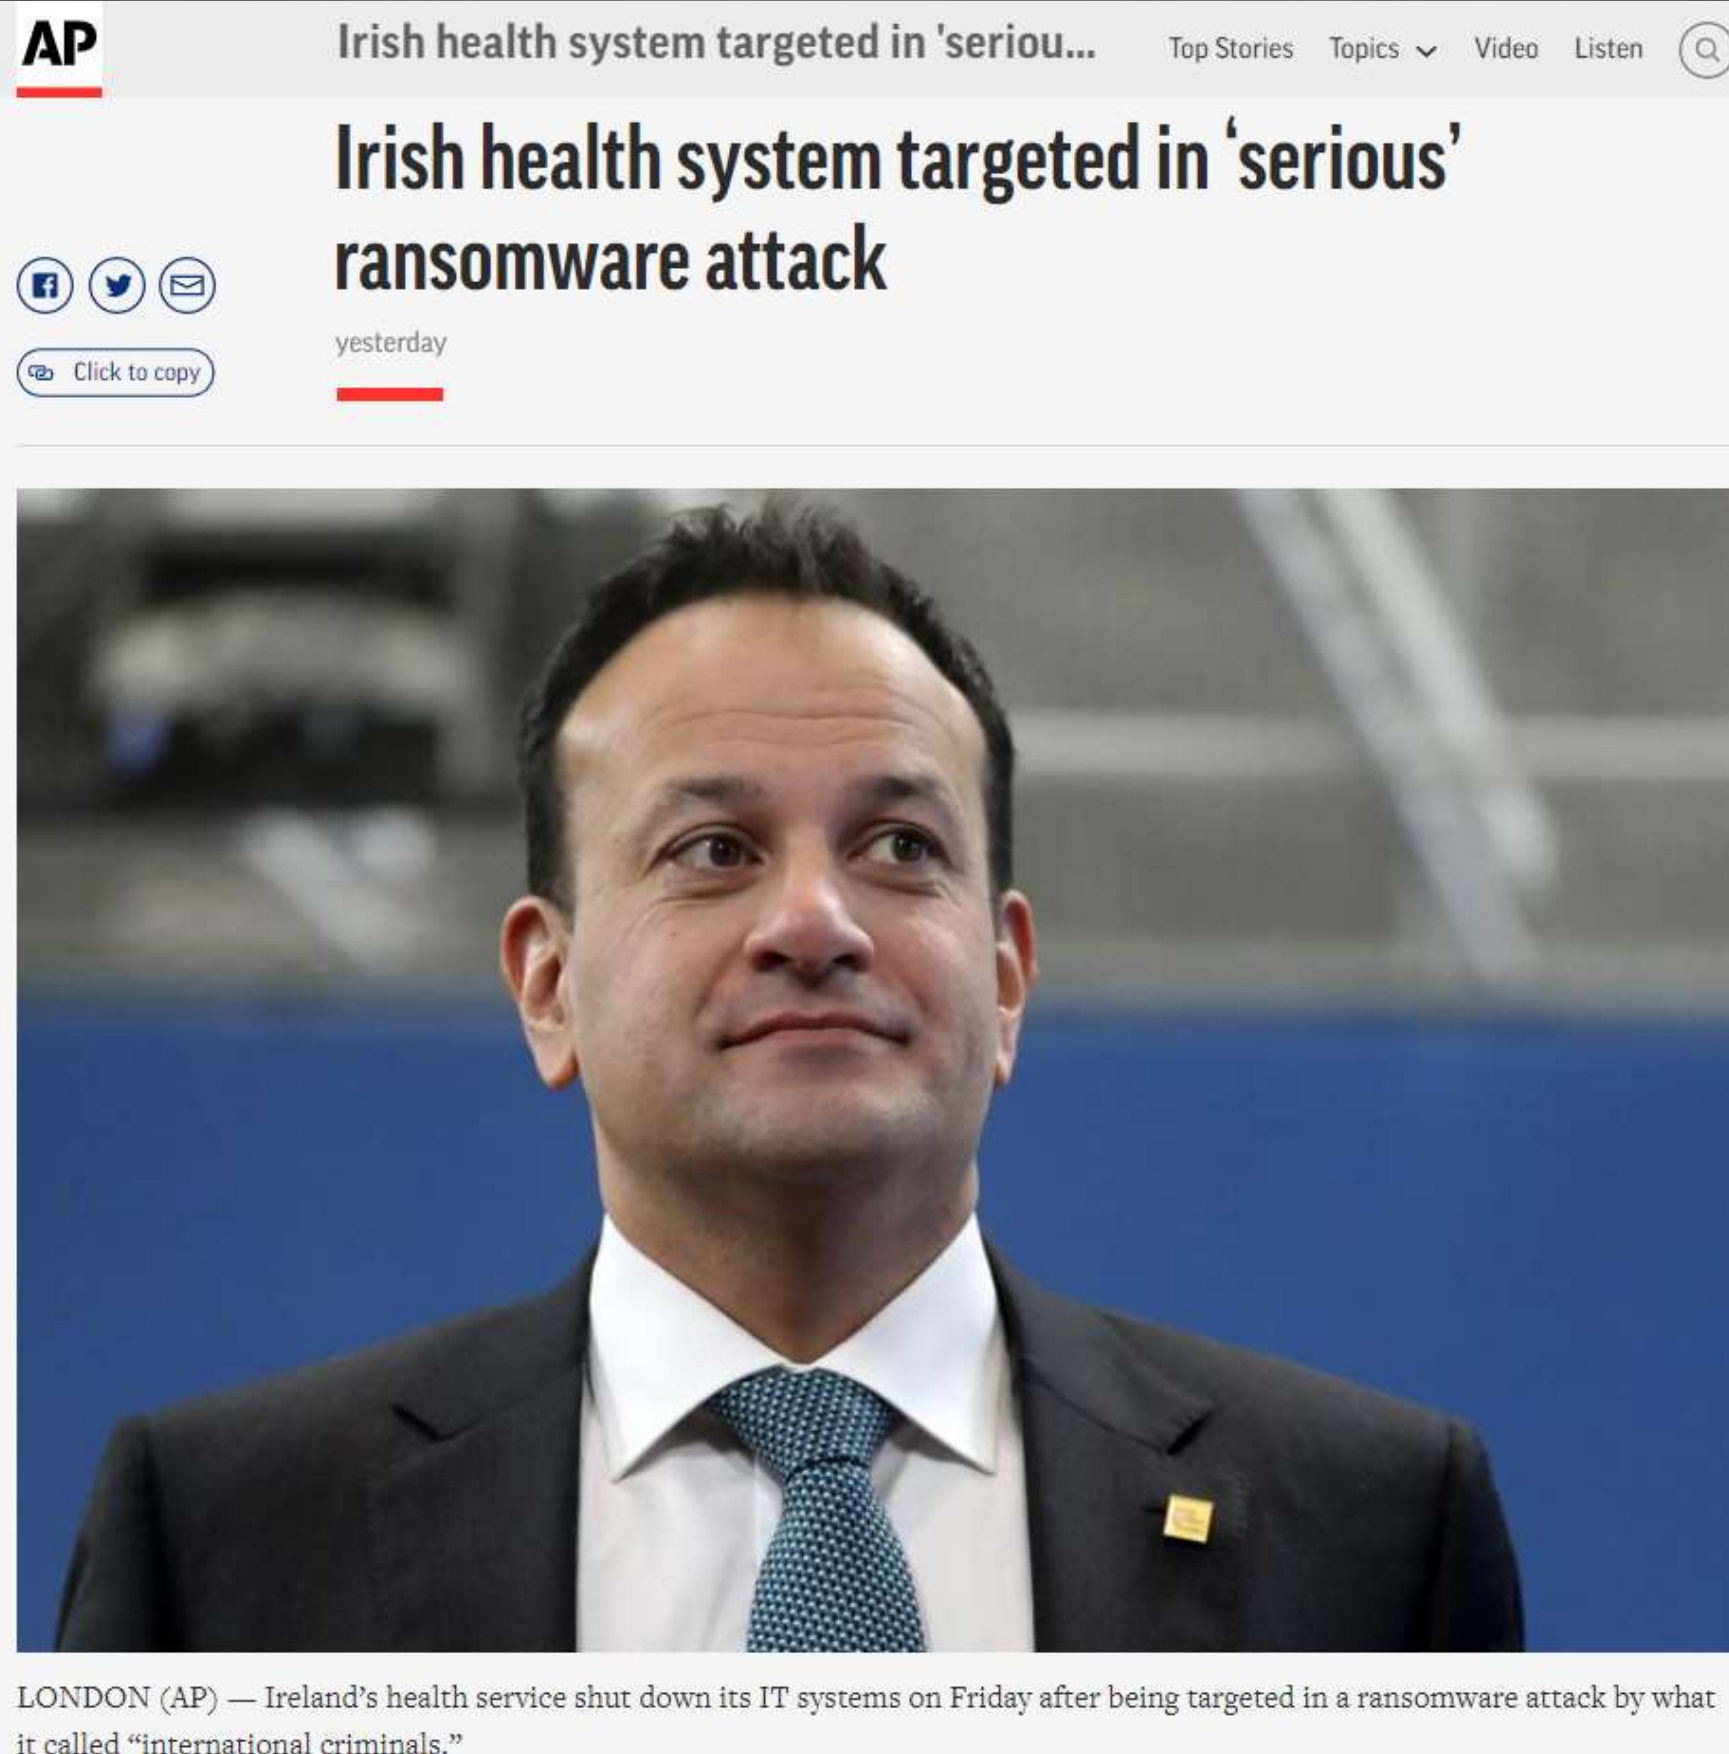 AP
Irish health system targeted in 'seriou...
Top Stories Topics Video Listen
Irish health system targeted in ‘serious’
ransomware attack
yesterday
Click to copy
LONDON (AP) — Ireland’s health service shut down its IT systems on Friday after being targeted in a ransomware attack by what
it called “international criminals.”